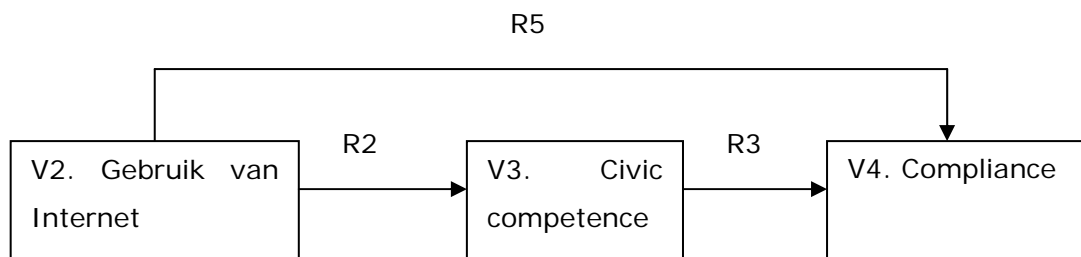 R5
R2
R3
V2. Gebruik van
Internet
V3. Civic
competence
V4. Compliance